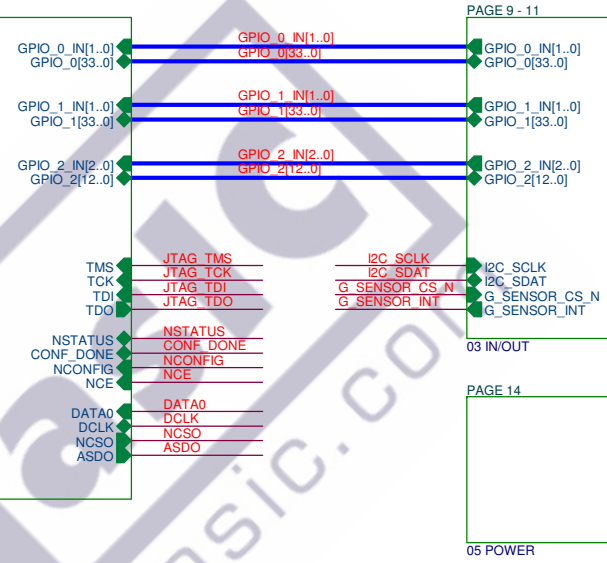 PAGE 9 - 11
GPIO_0_IN[1..0] GPIO_0_IN[1..0] GPIO_0_IN[1..0]
GPIO_0[33..0] GPIO_0[33..0] GPIO_0[33..0]
GPIO_1_IN[1..0] GPIO_1_IN[1..0] GPIO_1_IN[1..0]
GPIO_1[33..0] GPIO_1[33..0] GPIO_1[33..0]
GPIO_2_IN[2..0] GPIO_2_IN[2..0] GPIO_2_IN[2..0]
GPIO_2[12..0] GPIO_2[12..0] GPIO_2[12..0]
TMS JTAG_TMS I2C_SCLK I2C_SCLK
TCK JTAG_TCK I2C_SDAT I2C_SDAT
TDI JTAG_TDI G_SENSOR_CS_N G_SENSOR_CS_N
TDO JTAG_TDO G_SENSOR_INT G_SENSOR_INT
NSTATUS NSTATUS
CONF_DONE CONF_DONE
03 IN/OUT
NCONFIG NCONFIG
NCE NCE
PAGE 14
DATA0 DATA0
DCLK DCLK
NCSO NCSO
ASDO ASDO
05 POWER
asic
asic.com